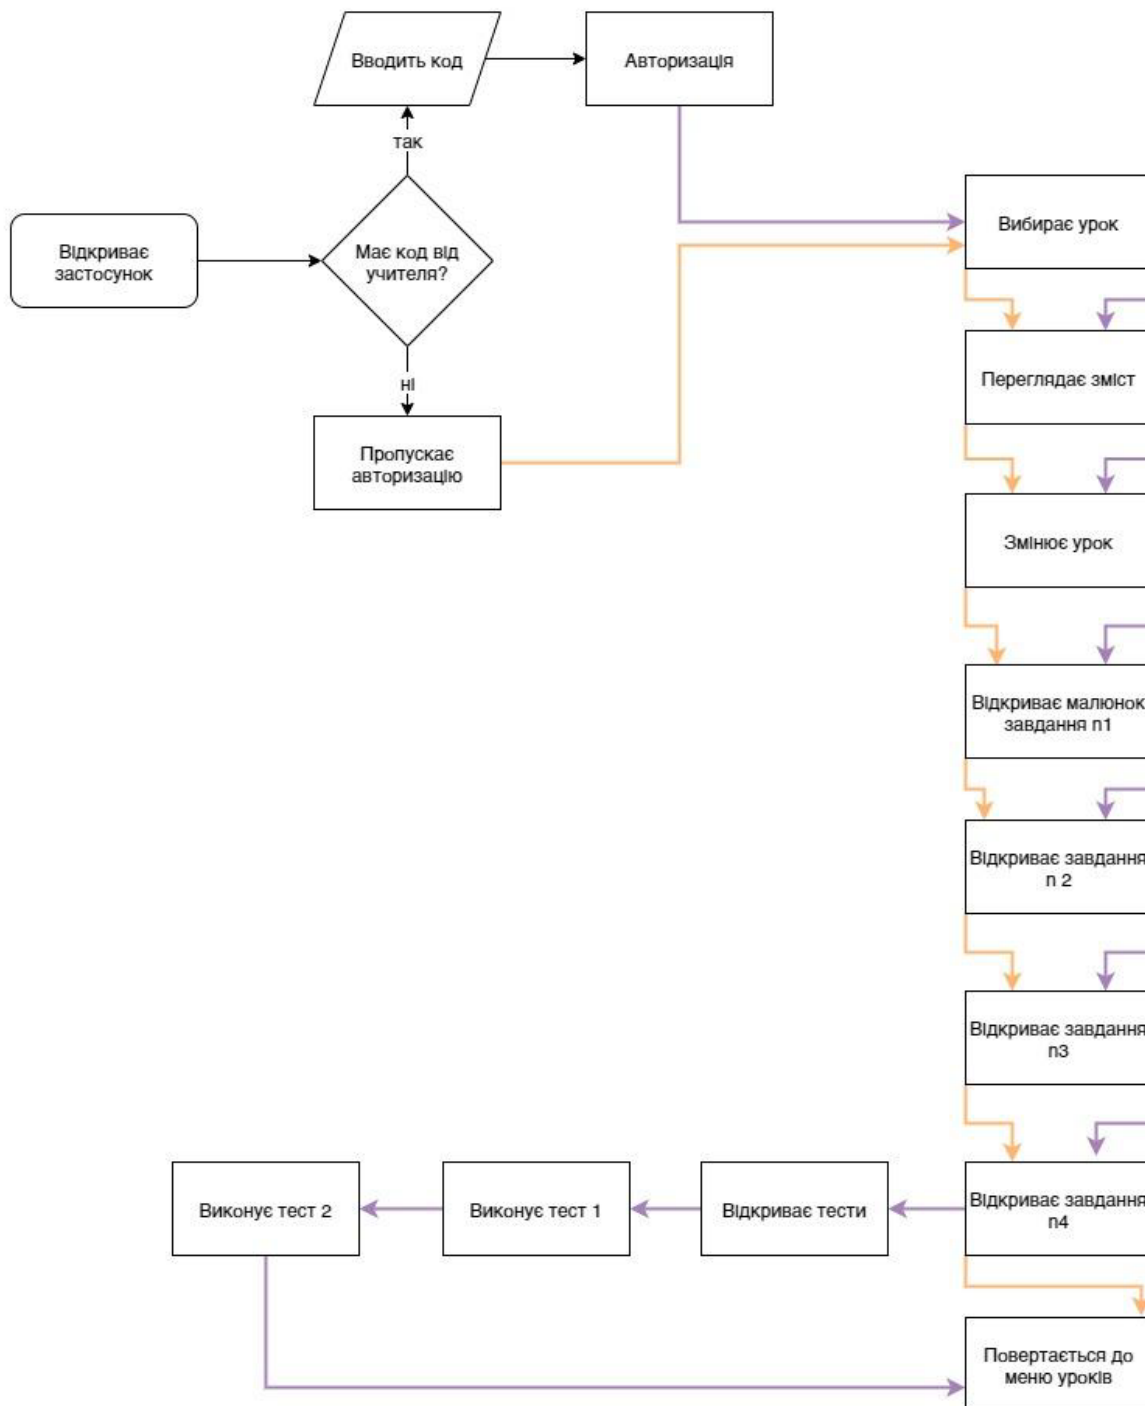 Вводить код
Авторизація
так
Вибирає урок
Відкриває
застосунок
Має код від
учителя?
Переглядає зміст
ні
Пропускає
авторизацію
Змінює урок
Відкриває малюнок
завдання n1
Відкриває завдання
n 2
Відкриває завдання
n3
Виконує тест 2
Виконує тест 1
Відкриває тести
Відкриває завдання
n4
Повертається до
меню уроків